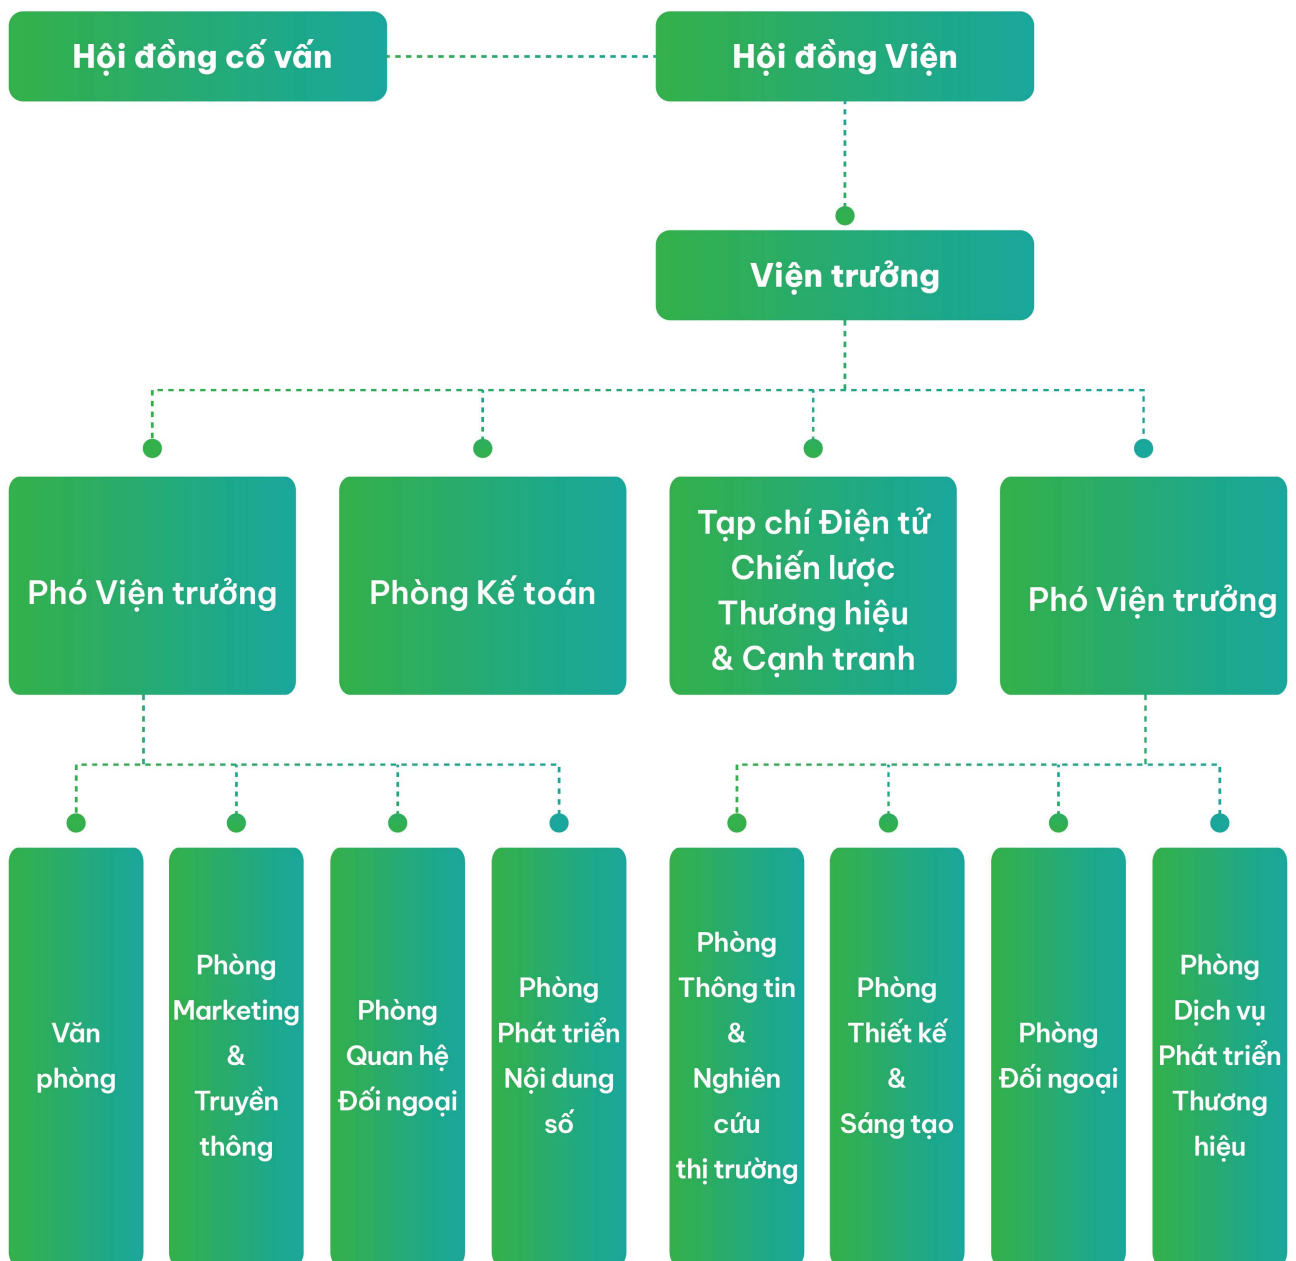 Hội đồng cố vấn
Hội đồng Viện
Viện trưởng
Phó Viện trưởng
Phòng Kế toán
Tạp chí Điện tử
Chiến lược
Thương hiệu
& Cạnh tranh
Phó Viện trưởng
Văn
phòng
Phòng
Marketing
&
Truyền
thông
Phòng
Quan hệ
Đối ngoại
Phòng
Phát triển
Nội dung
số
Phòng
Thông tin
&
Nghiên
cứu
thị trường
Phòng
Thiết kế
&
Sáng tạo
Phòng
Đối ngoại
Phòng
Dịch vụ
Phát triển
Thương
hiệu